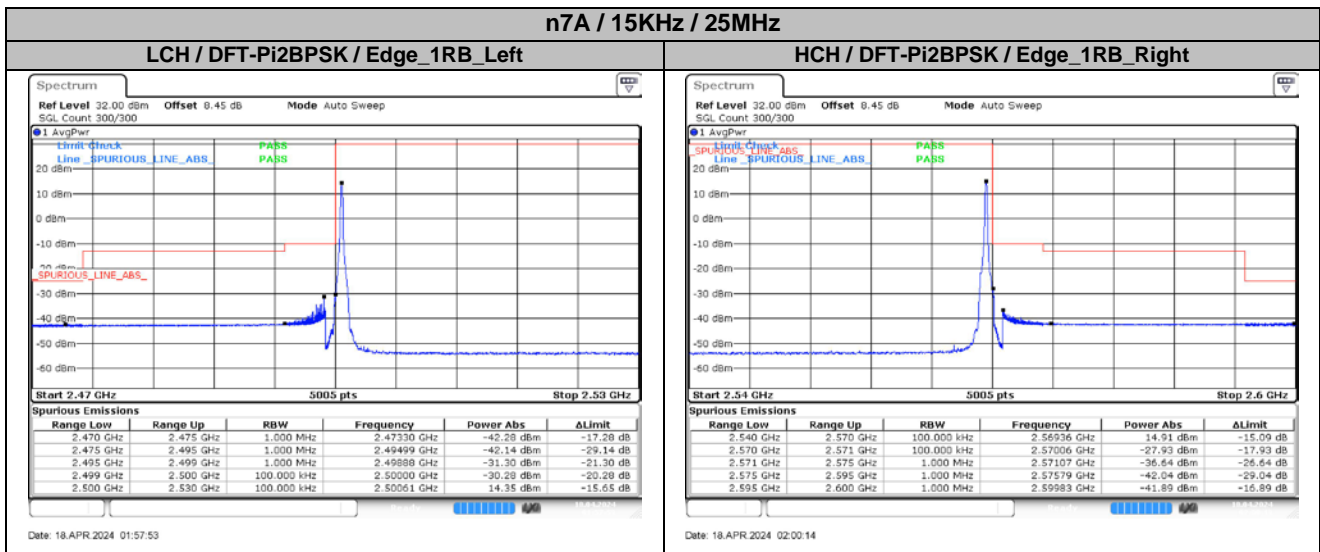 n7A / 15KHz / 25MHz
LCH / DFT-Pi2BPSK / Edge_1RB_Left
HCH / DFT-Pi2BPSK / Edge_1RB_Right
Spectrum
Ref Level 32.00 dBm Offset 8.45 dB Mode Auto Sweep
SGL Count 300/300
1 AvgPwr
Limit Check PASS
Line _SPURIOUS_LINE_ABS_ PASS
20 dBm
10 dBm
0 dBm
-10 dBm
-20 dBm
_SPURIOUS_LINE_ABS_
-30 dBm
-40 dBm
-50 dBm
-60 dBm
Start 2.47 GHz 5005 pts Stop 2.53 GHz
Spurious Emissions
Range Low Range Up RBW Frequency Power Abs ΔLimit
2.470 GHz 2.475 GHz 1.000 MHz 2.47330 GHz -42.28 dBm -17.28 dB
2.475 GHz 2.495 GHz 1.000 MHz 2.49499 GHz -42.14 dBm -29.14 dB
2.495 GHz 2.499 GHz 1.000 MHz 2.49888 GHz -31.30 dBm -21.30 dB
2.499 GHz 2.500 GHz 100.000 kHz 2.50000 GHz -30.28 dBm -20.28 dB
2.500 GHz 2.530 GHz 100.000 kHz 2.50061 GHz 14.35 dBm -15.65 dB
Date: 18.APR.2024 01:57:53
Spectrum
Ref Level 32.00 dBm Offset 8.45 dB Mode Auto Sweep
SGL Count 300/300
1 AvgPwr
Limit Check PASS
_SPURIOUS_LINE_ABS_
Line _SPURIOUS_LINE_ABS_ PASS
20 dBm
10 dBm
0 dBm
-10 dBm
-20 dBm
-30 dBm
-40 dBm
-50 dBm
-60 dBm
Start 2.54 GHz 5005 pts Stop 2.6 GHz
Spurious Emissions
Range Low Range Up RBW Frequency Power Abs ΔLimit
2.540 GHz 2.570 GHz 100.000 kHz 2.56936 GHz 14.91 dBm -15.09 dB
2.570 GHz 2.571 GHz 100.000 kHz 2.57006 GHz -27.93 dBm -17.93 dB
2.571 GHz 2.575 GHz 1.000 MHz 2.57107 GHz -36.64 dBm -26.64 dB
2.575 GHz 2.595 GHz 1.000 MHz 2.57579 GHz -42.04 dBm -29.04 dB
2.595 GHz 2.600 GHz 1.000 MHz 2.59983 GHz -41.89 dBm -16.89 dB
Date: 18.APR.2024 02:00:14